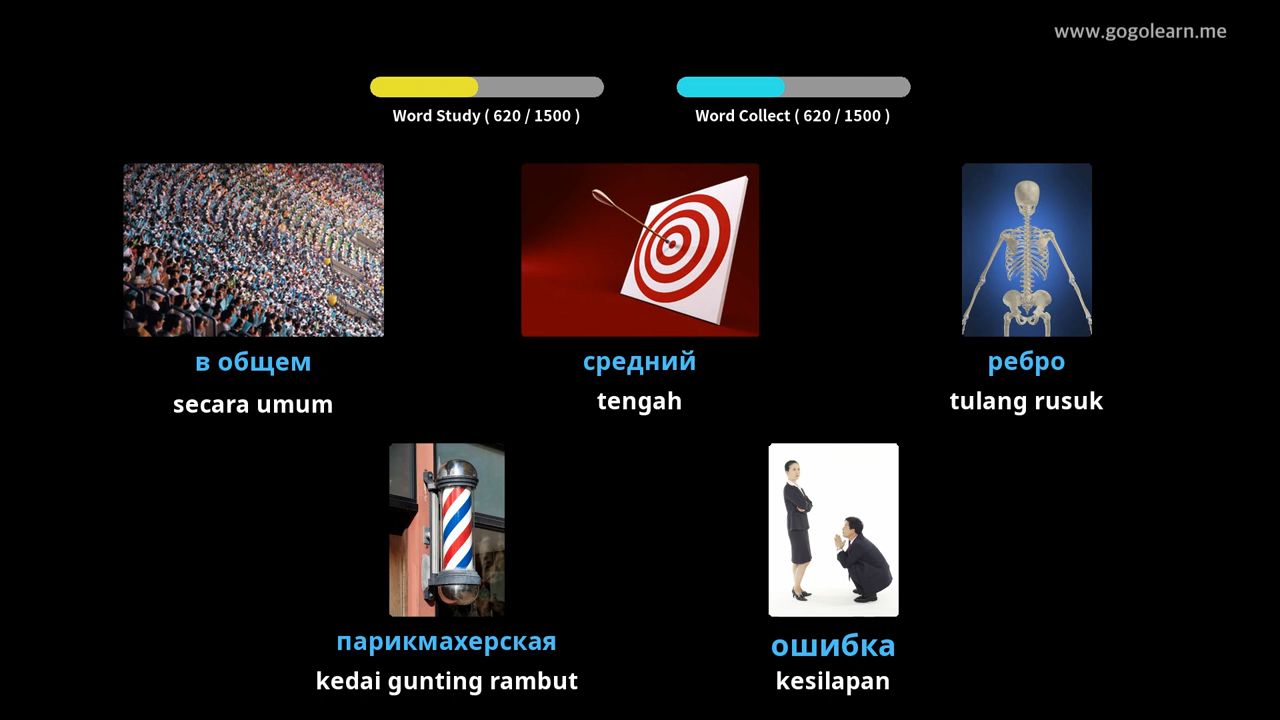 www.gogolearn.me
Word Study ( 620 / 1500 )
Word Collect ( 620 / 1500 )
в общем
secara umum
средний
tengah
ребро
tulang rusuk
парикмахерская
kedai gunting rambut
ошибка
kesilapan